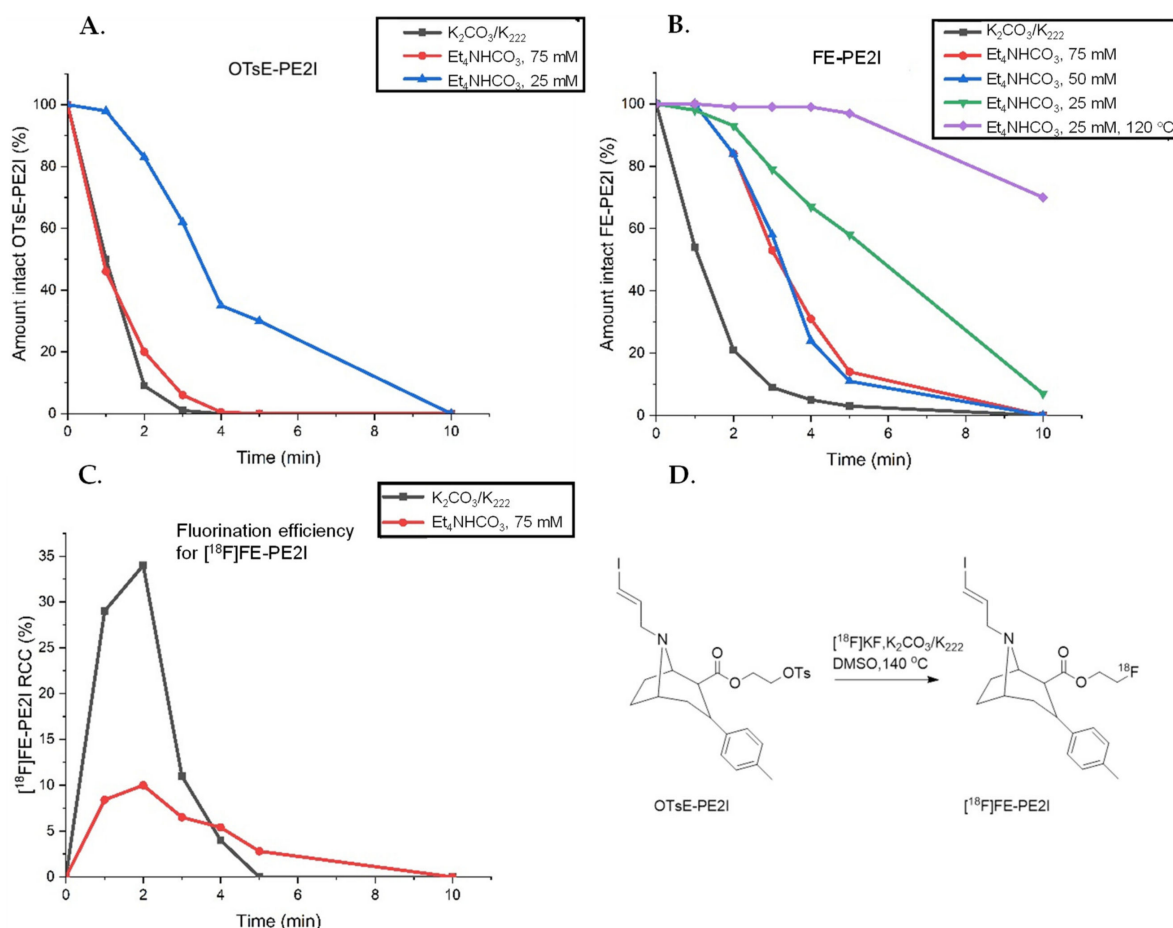 A.
K₂CO₃/K₂₂₂
Et₄NHCO₃, 75 mM
Et₄NHCO₃, 25 mM
OTsE-PE2I
100
80
60
40
20
0
Amount intact OTsE-PE2I (%)
0 2 4 6 8 10
Time (min)
B.
K₂CO₃/K₂₂₂
Et₄NHCO₃, 75 mM
Et₄NHCO₃, 50 mM
Et₄NHCO₃, 25 mM
Et₄NHCO₃, 25 mM, 120 °C
FE-PE2I
100
80
60
40
20
0
Amount intact FE-PE2I (%)
0 2 4 6 8 10
Time (min)
C.
K₂CO₃/K₂₂₂
Et₄NHCO₃, 75 mM
Fluorination efficiency
for [¹⁸F]FE-PE2I
35
30
25
20
15
10
5
0
[¹⁸F]FE-PE2I RCC (%)
0 2 4 6 8 10
Time (min)
D.
I
N
O
O
OTs
OTsE-PE2I
[¹⁸F]KF,K₂CO₃/K₂₂₂
DMSO,140 °C
I
N
O
O
¹⁸F
[¹⁸F]FE-PE2I